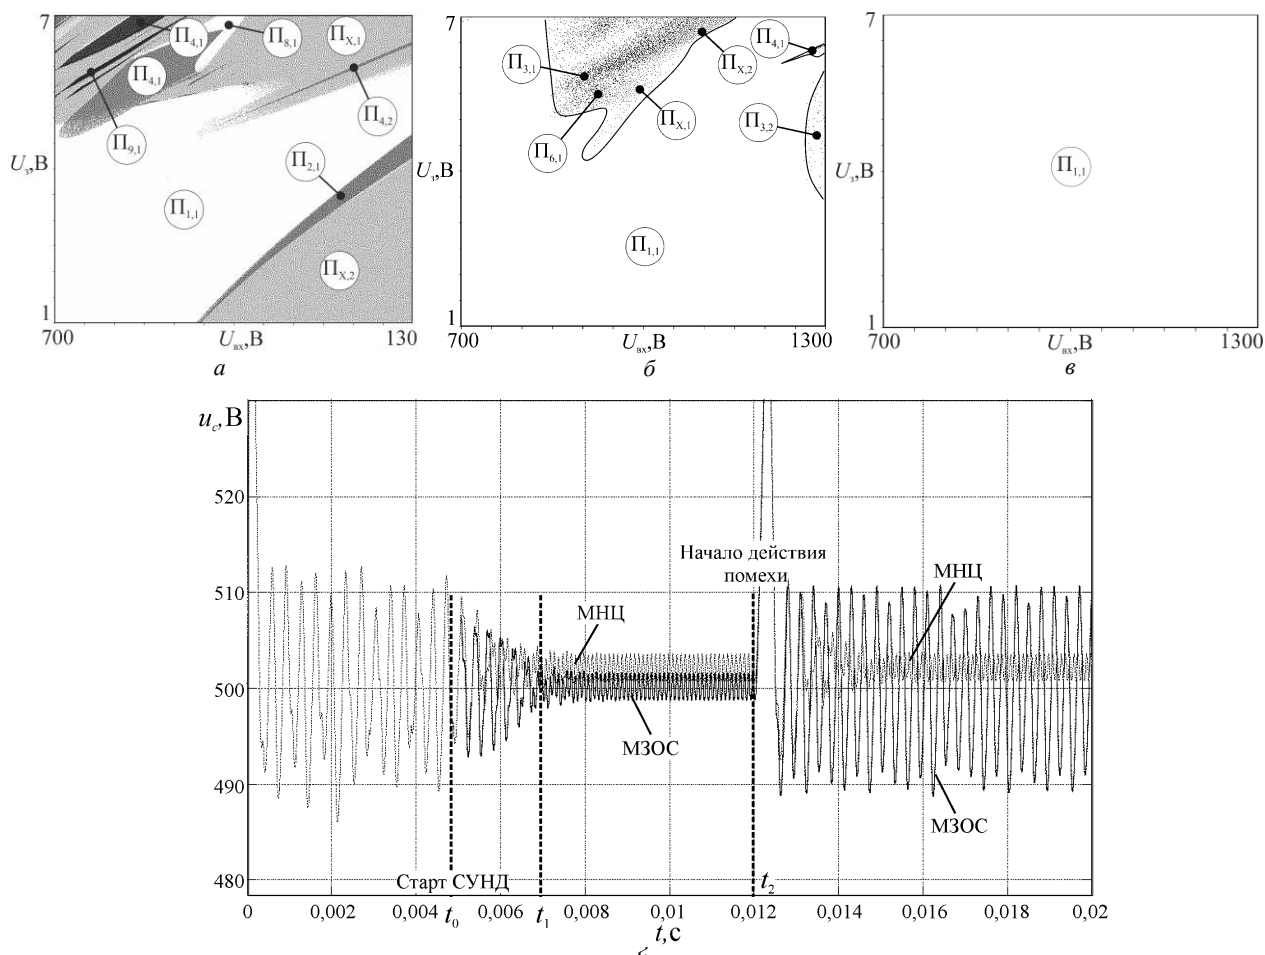 7
П4,1
П8,1
ПX,1
П4,1
П4,2
П9,1
Uз,В
П2,1
П1,1
ПX,2
1
700
Uвх,В
130
а
7
П3,1
ПX,2
П4,1
П6,1
ПX,1
П3,2
Uз,В
П1,1
1
700
Uвх,В
1300
б
7
Uз,В
П1,1
1
700
Uвх,В
1300
в
uc,В
520
Начало действия
помехи
МНЦ
510
МНЦ
500
МЗОС
490
МЗОС
480
Старт СУНД
t2
0
0,002
0,004
t0
0,006
t1
0,008
0,01
0,012
0,014
0,016
0,018
0,02
t,с